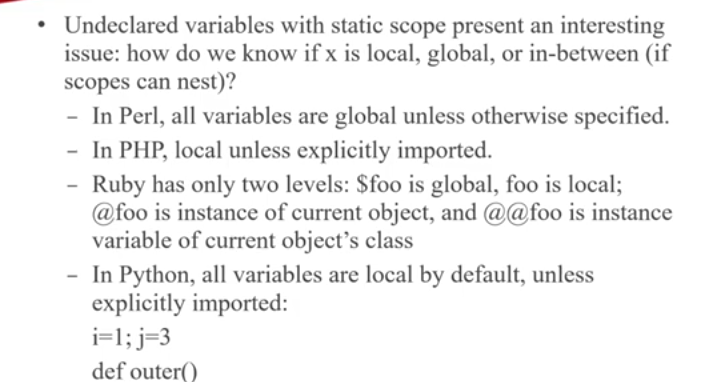 • Undeclared variables with static scope present an interesting
issue: how do we know if x is local, global, or in-between (if
scopes can nest)?
– In Perl, all variables are global unless otherwise specified.
– In PHP, local unless explicitly imported.
– Ruby has only two levels: $foo is global, foo is local;
@foo is instance of current object, and @@foo is instance
variable of current object’s class
– In Python, all variables are local by default, unless
explicitly imported:
i=1; j=3
def outer()